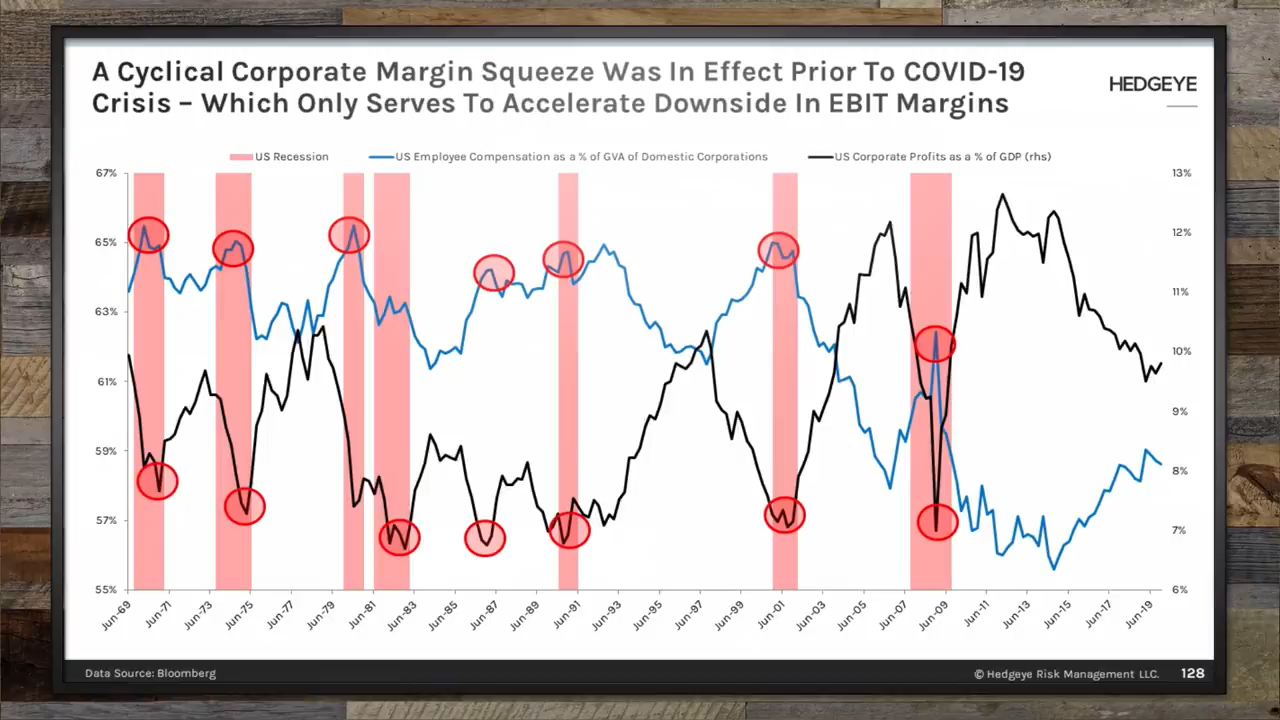 A Cyclical Corporate Margin Squeeze Was In Effect Prior To COVID-19
Crisis – Which Only Serves To Accelerate Downside In EBIT Margins
HEDGEYE
US Recession
US Employee Compensation as a % of GVA of Domestic Corporations
US Corporate Profits as a % of GDP (rhs)
67%
65%
63%
61%
59%
57%
55%
13%
12%
11%
10%
9%
8%
7%
6%
Jun-69
Jun-71
Jun-73
Jun-75
Jun-77
Jun-79
Jun-81
Jun-83
Jun-85
Jun-87
Jun-89
Jun-91
Jun-93
Jun-95
Jun-97
Jun-99
Jun-01
Jun-03
Jun-05
Jun-07
Jun-09
Jun-11
Jun-13
Jun-15
Jun-17
Jun-19
Data Source: Bloomberg
© Hedgeye Risk Management LLC.
128